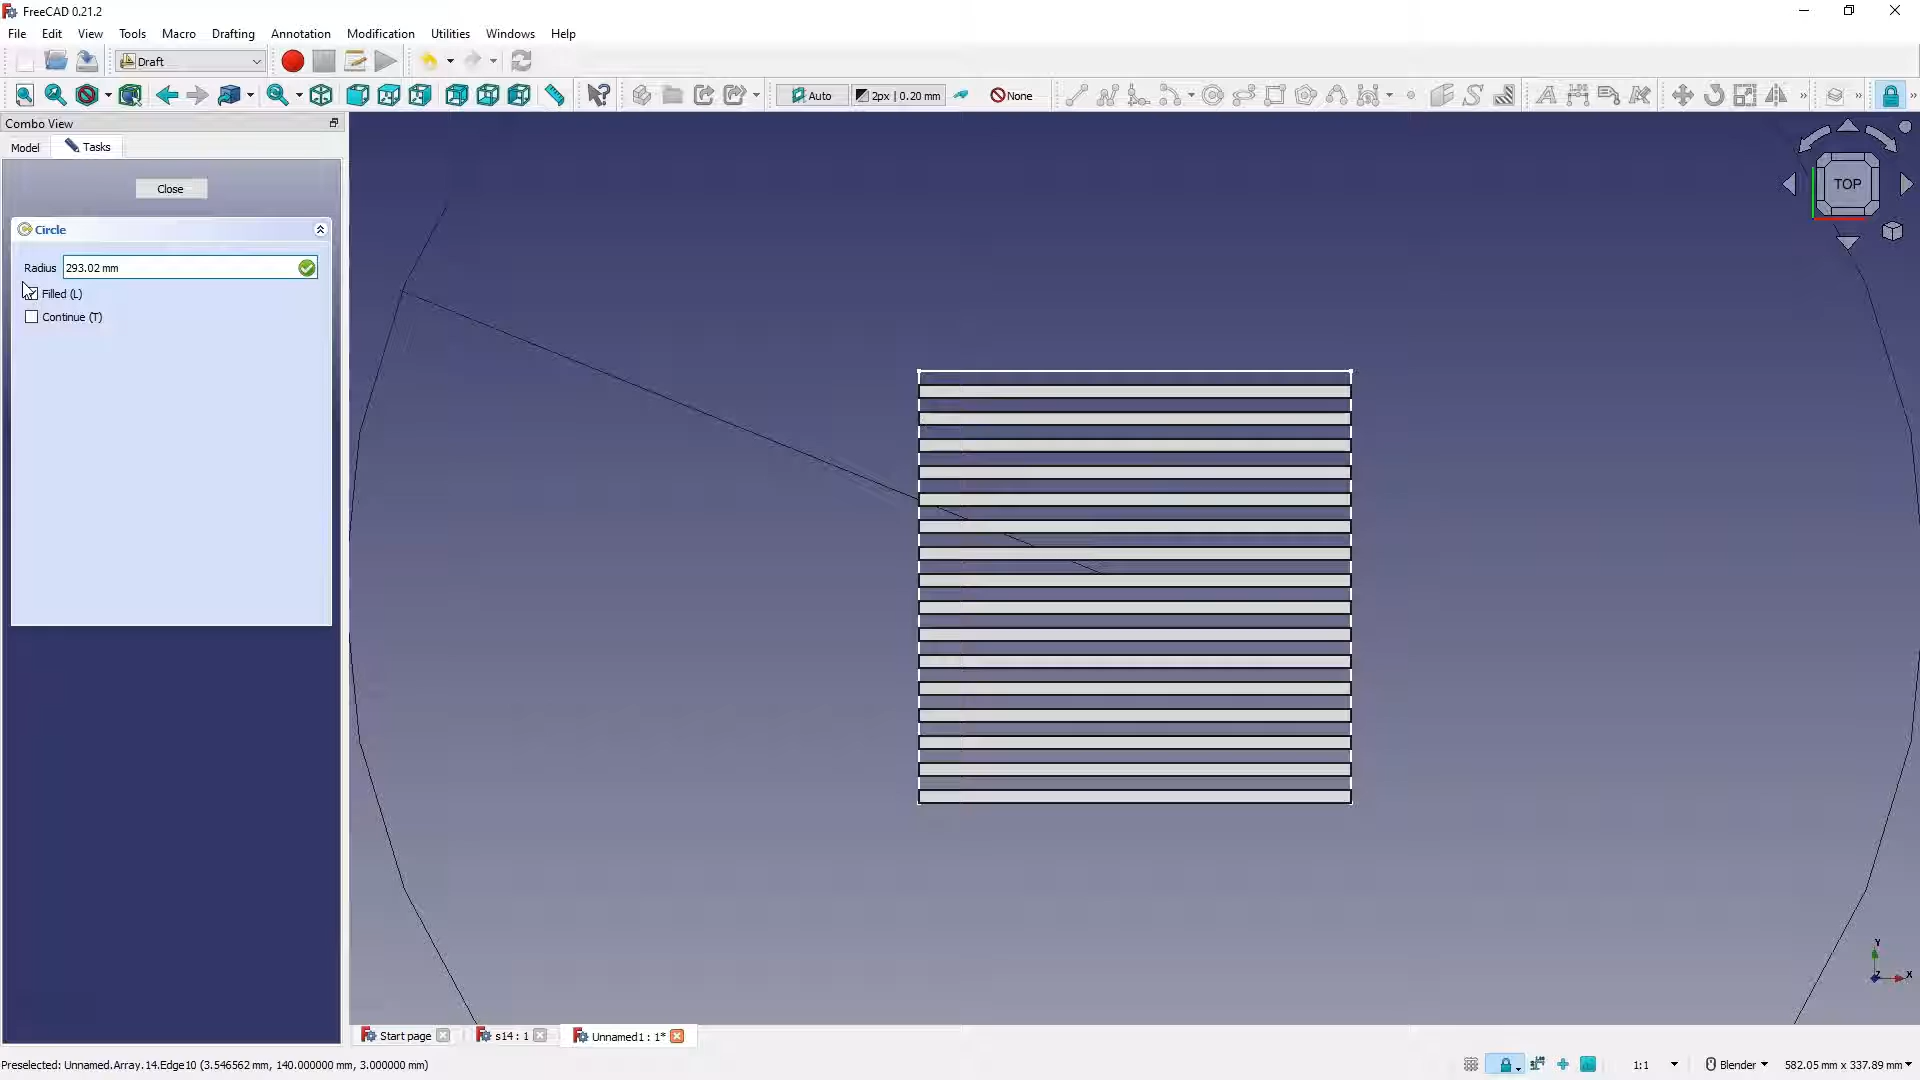 FreeCAD 0.21.2
File Edit View Tools Macro Drafting Annotation Modification Utilities Windows Help
Draft
Auto 2px | 0.20 mm None
Combo View
Model Tasks
Close
Circle
Radius 293.02 mm
Filled (L)
Continue (T)
TOP
Y
Z X
Start page s14 : 1 Unnamed1 : 1*
Preselected: Unnamed.Array.14.Edge10 (3.546562 mm, 140.000000 mm, 3.000000 mm) 1:1 Blender 582.05 mm x 337.89 mm